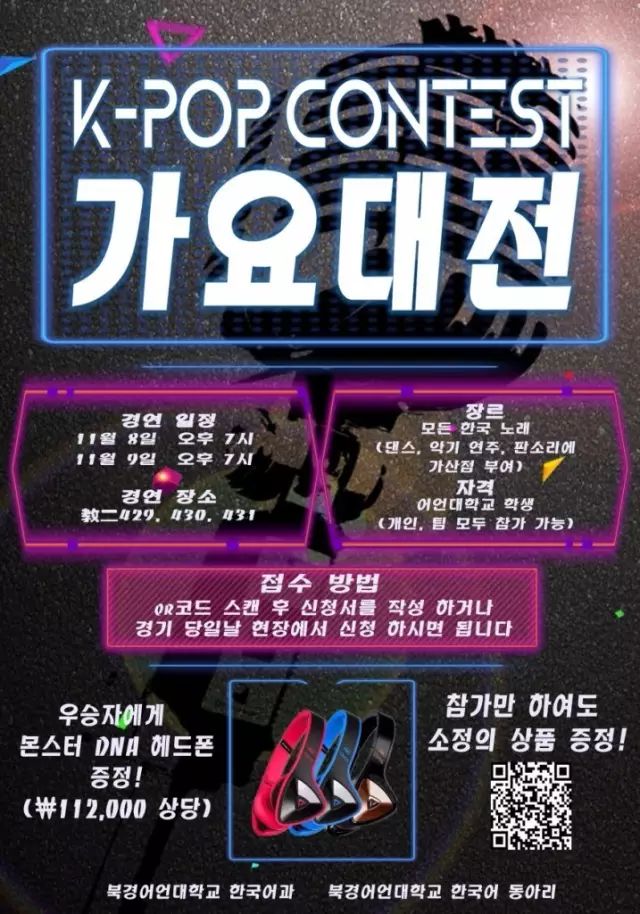 K-POP CONTEST
가요대전
경연 일정
11월 8일 오후 7시
11월 9일 오후 7시
경연 장소
教二429, 430, 431
장르
모든 한국 노래
(댄스, 악기 연주, 판소리에
가산점 부여)
자격
어언대학교 학생
(개인, 팀 모두 참가 가능)
접수 방법
QR코드 스캔 후 신청서를 작성 하거나
경기 당일날 현장에서 신청 하시면 됩니다
우승자에게
몬스터 DNA 헤드폰
증정!
(₩112,000 상당)
참가만 하여도
소정의 상품 증정!
북경어언대학교 한국어과 북경어언대학교 한국어 동아리